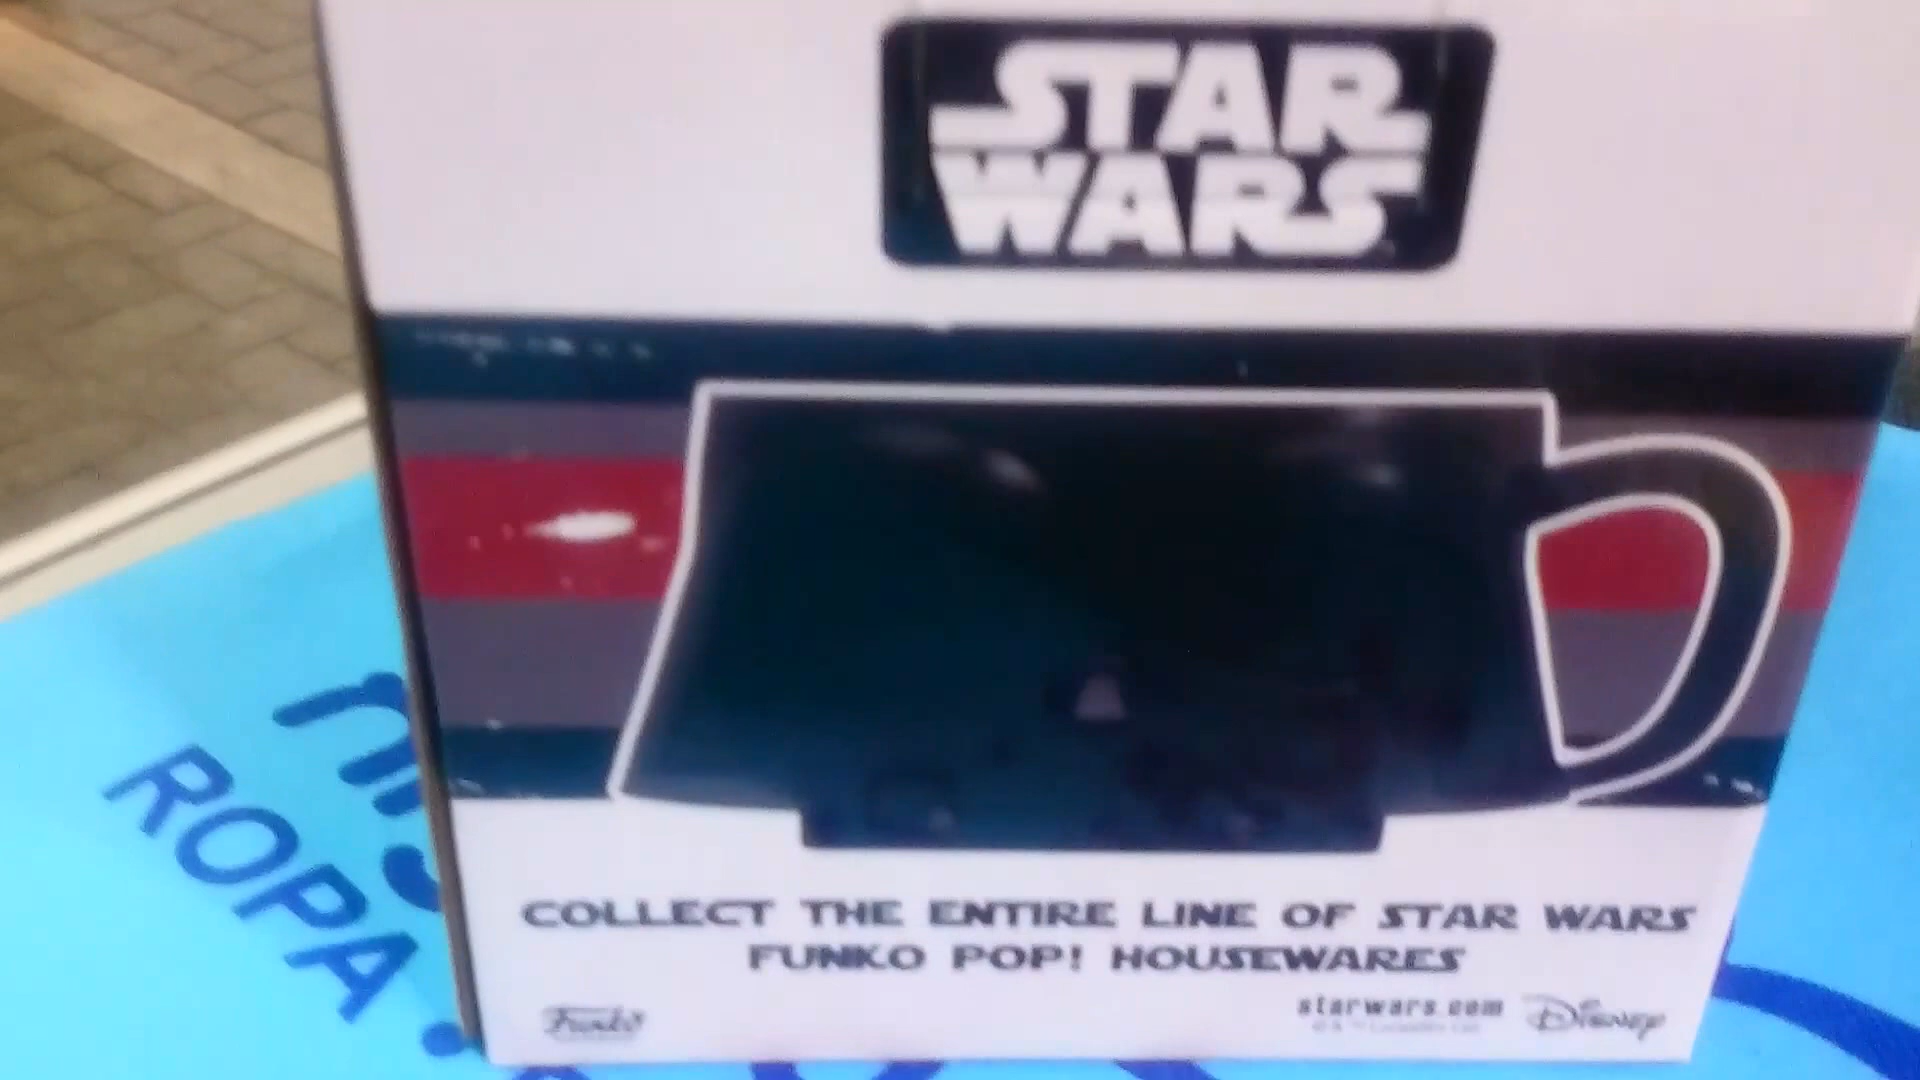 STAR
WARS
COLLECT THE ENTIRE LINE OF STAR WARS
FUNKO POP! HOUSEWARES
Funko
starwars.com
Disney
ROPA